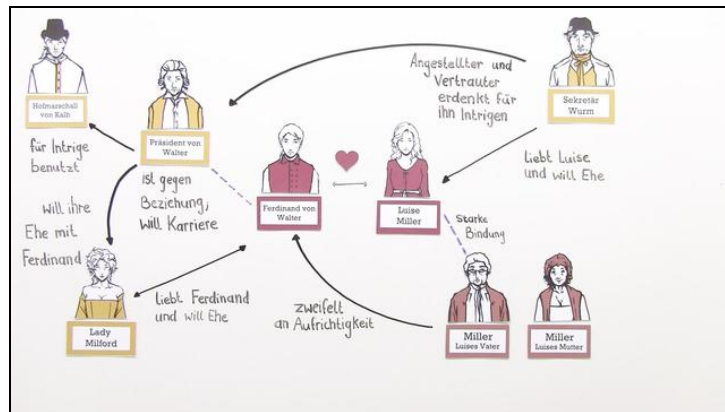 Hofmarschall
von Kalb
Präsident von
Walter
Angestellter und
Vertrauter
erdenkt für
ihn Intrigen
Sekretär
Wurm
für Intrige
benutzt
ist gegen
Beziehung,
will Karriere
Ferdinand von
Walter
Luise
Miller
liebt Luise
und will Ehe
will ihre
Ehe mit
Ferdinand
starke
Bindung
Lady
Milford
liebt Ferdinand
und will Ehe
zweifelt
an Aufrichtigkeit
Miller
Luises Vater
Miller
Luises Mutter